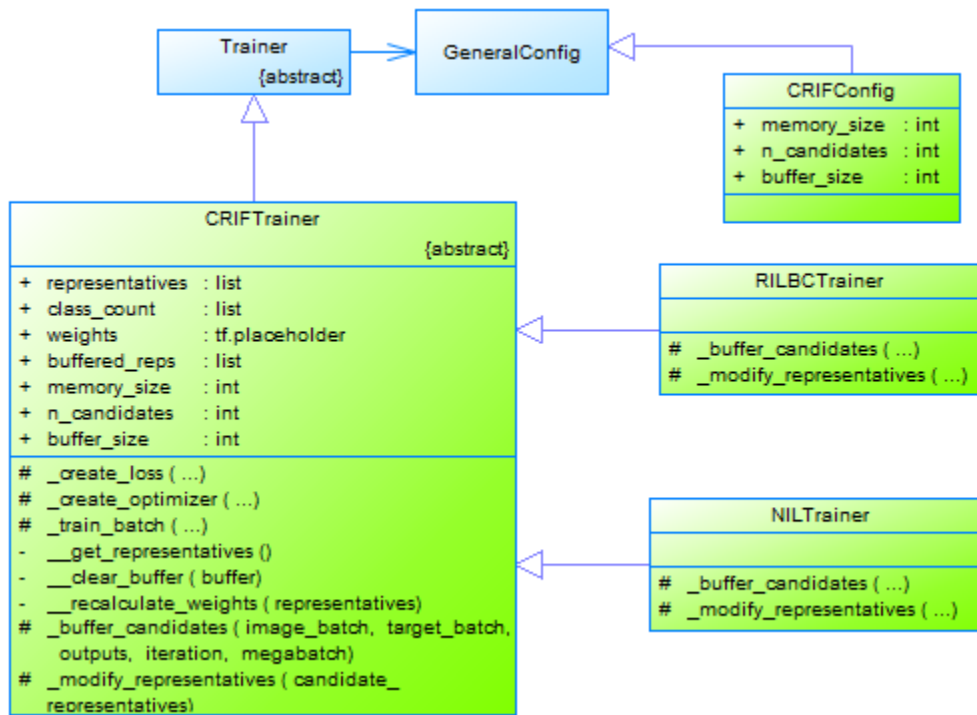 Trainer
{abstract}
GeneralConfig
CRIFConfig
+ memory_size : int
+ n_candidates : int
+ buffer_size : int
CRIFTrainer
{abstract}
+ representatives : list
+ class_count : list
+ weights : tf.placeholder
+ buffered_reps : list
+ memory_size : int
+ n_candidates : int
+ buffer_size : int
# _create_loss ( ...)
# _create_optimizer ( ...)
# _train_batch ( ...)
- __get_representatives ()
- __clear_buffer ( buffer)
- __recalculate_weights ( representatives)
# _buffer_candidates ( image_batch, target_batch,
outputs, iteration, megabatch)
# _modify_representatives ( candidate_
representatives)
RILBCTrainer
# _buffer_candidates ( ...)
# _modify_representatives ( ...)
NILTrainer
# _buffer_candidates ( ...)
# _modify_representatives ( ...)